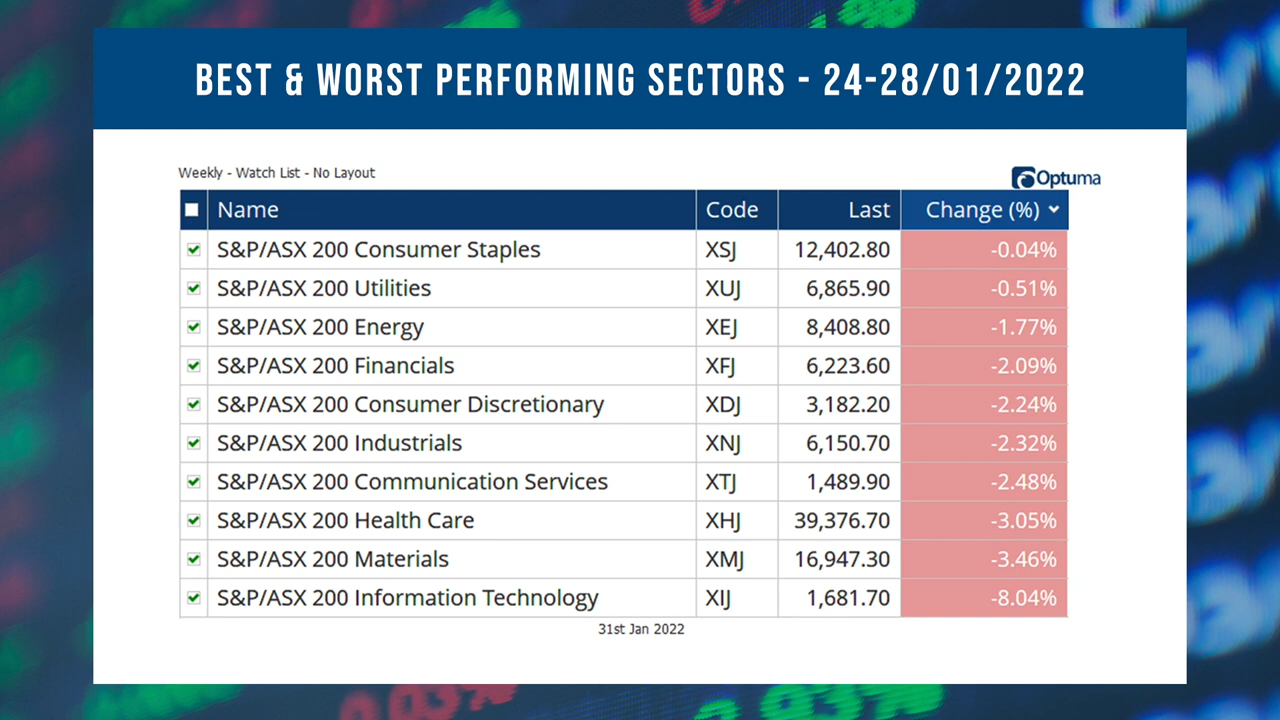 BEST & WORST PERFORMING SECTORS - 24-28/01/2022
Weekly - Watch List - No Layout
Optuma
Name Code Last Change (%)
S&P/ASX 200 Consumer Staples XSJ 12,402.80 -0.04%
S&P/ASX 200 Utilities XUJ 6,865.90 -0.51%
S&P/ASX 200 Energy XEJ 8,408.80 -1.77%
S&P/ASX 200 Financials XFJ 6,223.60 -2.09%
S&P/ASX 200 Consumer Discretionary XDJ 3,182.20 -2.24%
S&P/ASX 200 Industrials XNJ 6,150.70 -2.32%
S&P/ASX 200 Communication Services XTJ 1,489.90 -2.48%
S&P/ASX 200 Health Care XHJ 39,376.70 -3.05%
S&P/ASX 200 Materials XMJ 16,947.30 -3.46%
S&P/ASX 200 Information Technology XIJ 1,681.70 -8.04%
31st Jan 2022